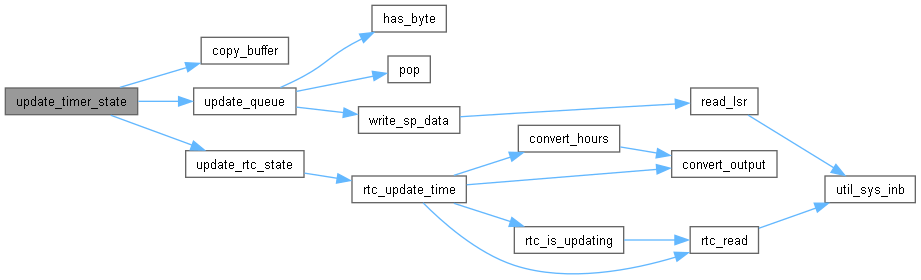 update_timer_state
copy_buffer
update_queue
update_rtc_state
has_byte
pop
write_sp_data
rtc_update_time
read_lsr
convert_hours
convert_output
rtc_is_updating
rtc_read
util_sys_inb